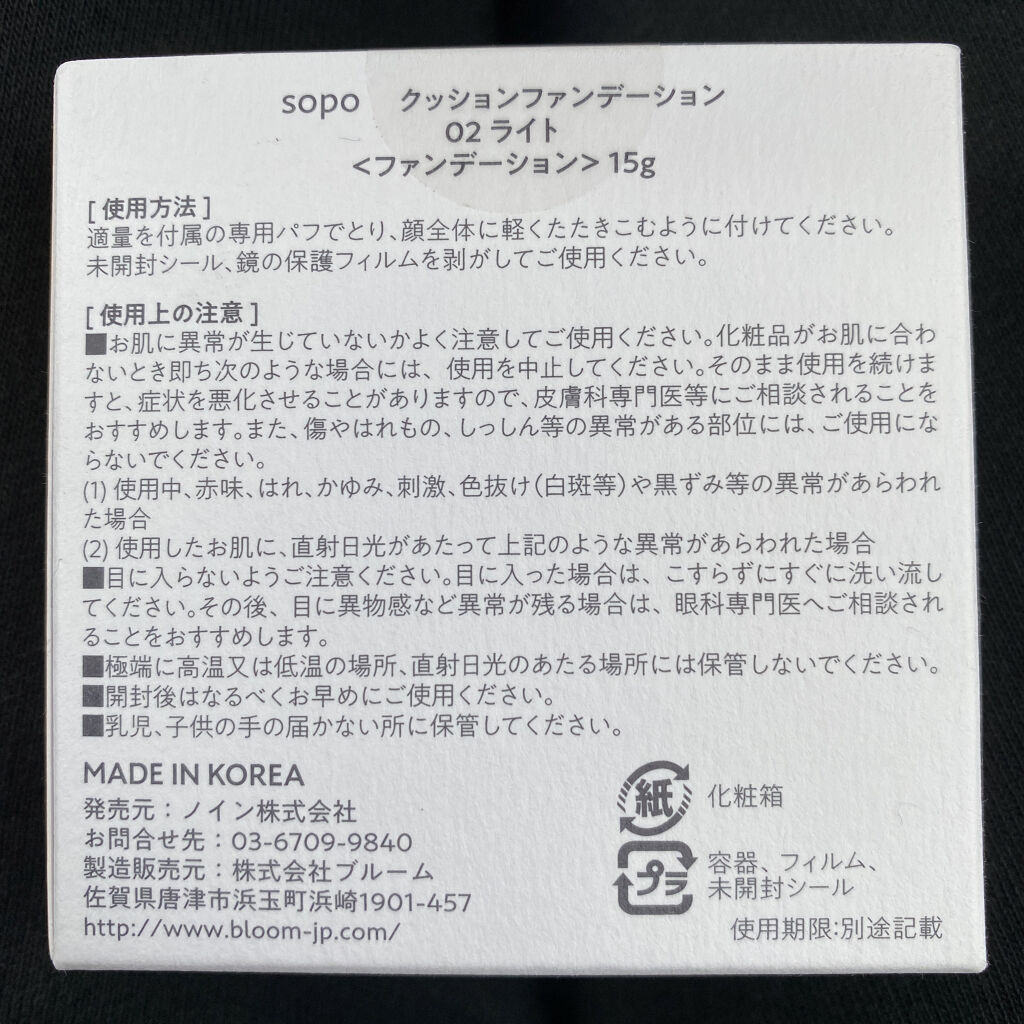 sopo クッションファンデーション
02 ライト
<ファンデーション> 15g
[ 使用方法 ]
適量を付属の専用パフでとり、顔全体に軽くたたきこむように付けてください。
未開封シール、鏡の保護フィルムを剥がしてご使用ください。
[ 使用上の注意 ]
■お肌に異常が生じていないかよく注意してご使用ください。化粧品がお肌に合わ
ないとき即ち次のような場合には、使用を中止してください。そのまま使用を続けま
すと、症状を悪化させることがありますので、皮膚科専門医等にご相談されることを
おすすめします。また、傷やはれもの、しっしん等の異常がある部位には、ご使用にな
らないでください。
(1) 使用中、赤味、はれ、かゆみ、刺激、色抜け(白斑等)や黒ずみ等の異常があらわれ
た場合
(2) 使用したお肌に、直射日光があたって上記のような異常があらわれた場合
■目に入らないようご注意ください。目に入った場合は、こすらずにすぐに洗い流し
てください。その後、目に異物感など異常が残る場合は、眼科専門医へご相談され
ることをおすすめします。
■極端に高温又は低温の場所、直射日光のあたる場所には保管しないでください。
■開封後はなるべくお早めにご使用ください。
■乳児、子供の手の届かない所に保管してください。
MADE IN KOREA
発売元:ノイン株式会社
お問合せ先:03-6709-9840
製造販売元:株式会社ブルーム
佐賀県唐津市浜玉町浜崎1901-457
http://www.bloom-jp.com/
紙 化粧箱
プラ 容器、フィルム、
未開封シール
使用期限:別途記載